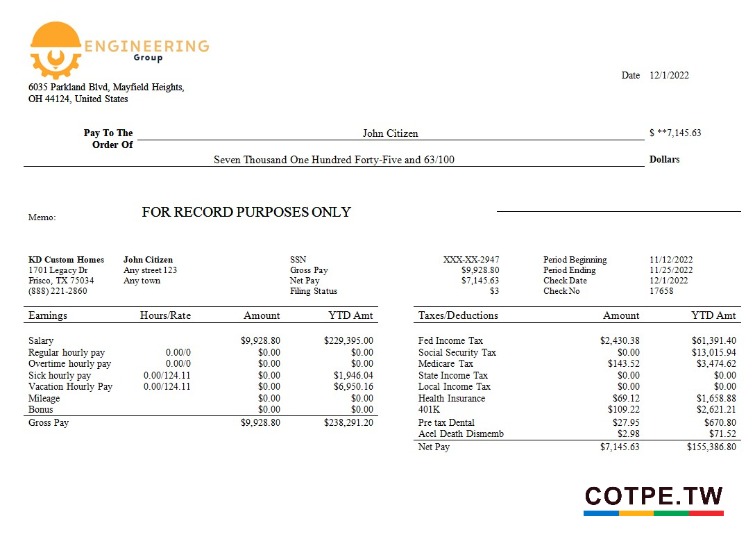 ENGINEERING
Group
6035 Parkland Blvd, Mayfield Heights,
OH 44124, United States
Date 12/1/2022
Pay To The Order Of John Citizen $ **7,145.63
Seven Thousand One Hundred Forty-Five and 63/100 Dollars
Memo: FOR RECORD PURPOSES ONLY
KD Custom Homes John Citizen SSN XXX-XX-2947 Period Beginning 11/12/2022
1701 Legacy Dr Any street 123 Gross Pay $9,928.80 Period Ending 11/25/2022
Frisco, TX 75034 Any town Net Pay $7,145.63 Check Date 12/1/2022
(888) 221-2860 Filing Status $3 Check No 17658
Earnings Hours/Rate Amount YTD Amt Taxes/Deductions Amount YTD Amt
Salary $9,928.80 $229,395.00 Fed Income Tax $2,430.38 $61,391.40
Regular hourly pay 0.00/0 $0.00 $0.00 Social Security Tax $0.00 $13,015.94
Overtime hourly pay 0.00/0 $0.00 $0.00 Medicare Tax $143.52 $3,474.62
Sick hourly pay 0.00/124.11 $0.00 $1,946.04 State Income Tax $0.00 $0.00
Vacation Hourly Pay 0.00/124.11 $0.00 $6,950.16 Local Income Tax $0.00 $0.00
Mileage $0.00 $0.00 Health Insurance $69.12 $1,658.88
Bonus $0.00 $0.00 401K $109.22 $2,621.21
Gross Pay $9,928.80 $238,291.20 Pre tax Dental $27.95 $670.80
Acel Death Dismemb $2.98 $71.52
Net Pay $7,145.63 $155,386.80
COTPE.TW